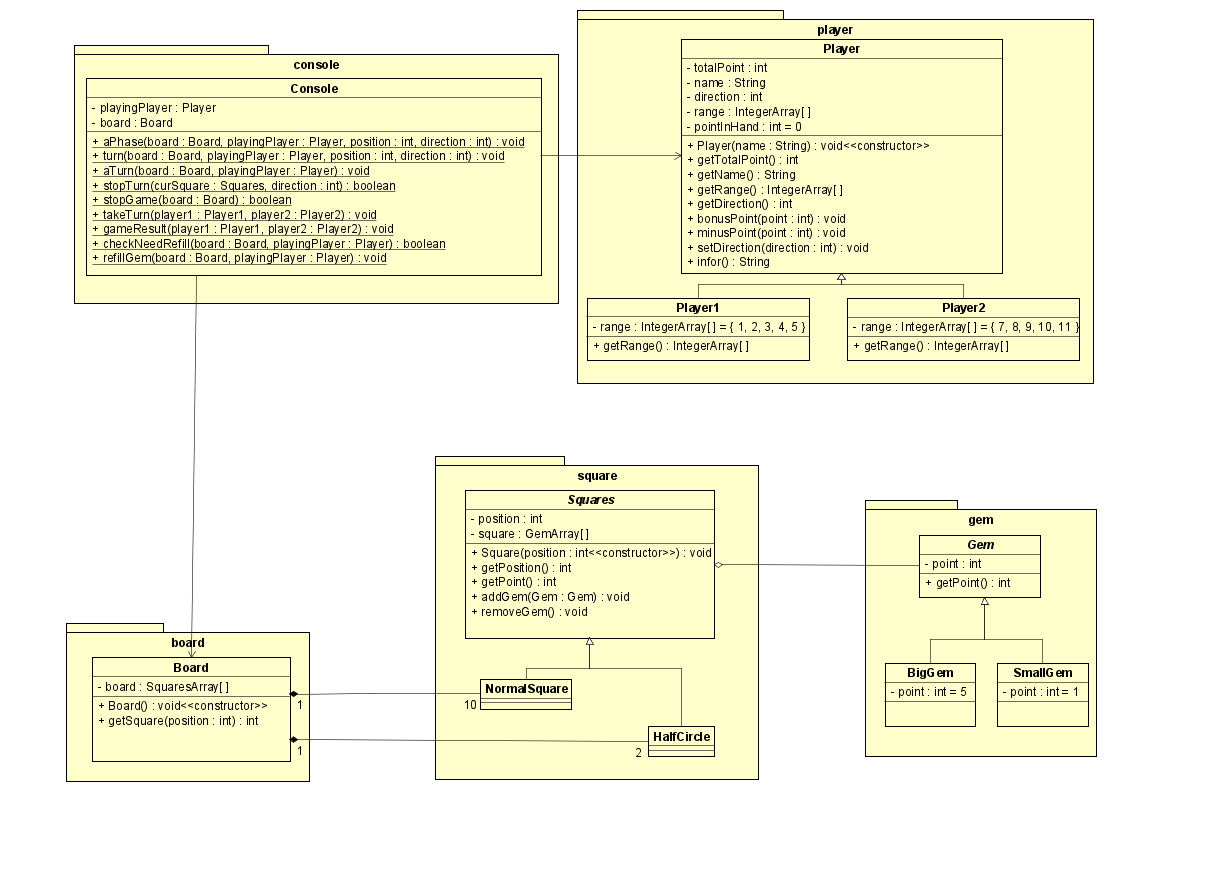 console
Console
- playingPlayer : Player
- board : Board
+ aPhase(board : Board, playingPlayer : Player, position : int, direction : int) : void
+ turn(board : Board, playingPlayer : Player, position : int, direction : int) : void
+ aTurn(board : Board, playingPlayer : Player) : void
+ stopTurn(curSquare : Squares, direction : int) : boolean
+ stopGame(board : Board) : boolean
+ takeTurn(player1 : Player1, player2 : Player2) : void
+ gameResult(player1 : Player1, player2 : Player2) : void
+ checkNeedRefill(board : Board, playingPlayer : Player) : boolean
+ refillGem(board : Board, playingPlayer : Player) : void
player
Player
- totalPoint : int
- name : String
- direction : int
- range : IntegerArray[ ]
- pointInHand : int = 0
+ Player(name : String) : void<<constructor>>
+ getTotalPoint() : int
+ getName() : String
+ getRange() : IntegerArray[ ]
+ getDirection() : int
+ bonusPoint(point : int) : void
+ minusPoint(point : int) : void
+ setDirection(direction : int) : void
+ infor() : String
Player1
- range : IntegerArray[ ] = { 1, 2, 3, 4, 5 }
+ getRange() : IntegerArray[ ]
Player2
- range : IntegerArray[ ] = { 7, 8, 9, 10, 11 }
+ getRange() : IntegerArray[ ]
square
Squares
- position : int
- square : GemArray[ ]
+ Square(position : int<<constructor>>) : void
+ getPosition() : int
+ getPoint() : int
+ addGem(Gem : Gem) : void
+ removeGem() : void
NormalSquare
10
HalfCircle
2
gem
Gem
- point : int
+ getPoint() : int
BigGem
- point : int = 5
SmallGem
- point : int = 1
board
Board
- board : SquaresArray[ ]
+ Board() : void<<constructor>>
+ getSquare(position : int) : int
1
1